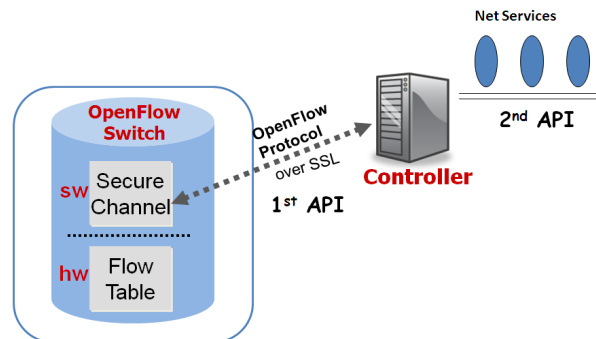 Net Services
2nd API
OpenFlow
Switch
OpenFlow
Protocol
over SSL
1st API
Controller
sw
Secure
Channel
hw
Flow
Table